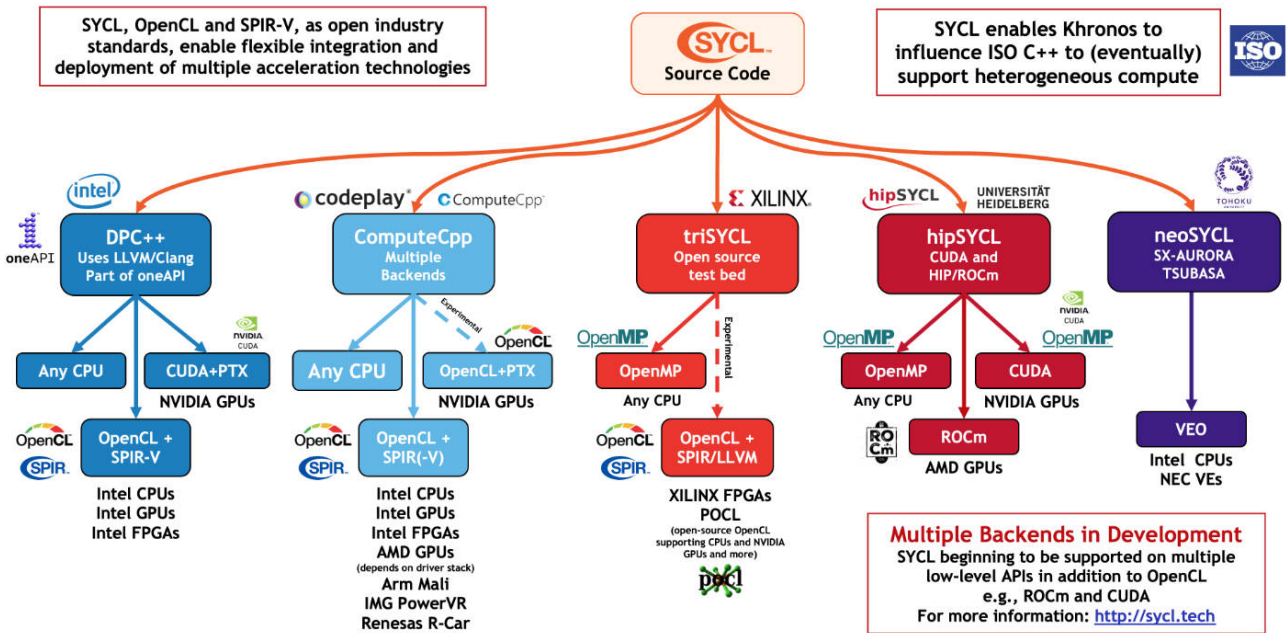 SYCL, OpenCL and SPIR-V, as open industry
standards, enable flexible integration and
deployment of multiple acceleration technologies
SYCL™
Source Code
SYCL enables Khronos to
influence ISO C++ to (eventually)
support heterogeneous compute
ISO
intel
oneAPI
DPC++
Uses LLVM/Clang
Part of oneAPI
NVIDIA
CUDA
Any CPU
CUDA+PTX
NVIDIA GPUs
OpenCL
SPIR™
OpenCL +
SPIR-V
Intel CPUs
Intel GPUs
Intel FPGAs
codeplay®
ComputeCpp™
ComputeCpp
Multiple
Backends
Experimental
OpenCL
Any CPU
OpenCL+PTX
NVIDIA GPUs
OpenCL
SPIR™
OpenCL +
SPIR(-V)
Intel CPUs
Intel GPUs
Intel FPGAs
AMD GPUs
(depends on driver stack)
Arm Mali
IMG PowerVR
Renesas R-Car
XILINX®
triSYCL
Open source
test bed
Experimental
OpenMP
OpenMP
Any CPU
OpenCL
SPIR™
OpenCL +
SPIR/LLVM
XILINX FPGAs
POCL
(open-source OpenCL
supporting CPUs and NVIDIA
GPUs and more)
pocl
hipSYCL
UNIVERSITÄT
HEIDELBERG
hipSYCL
CUDA and
HIP/ROCm
NVIDIA
CUDA
OpenMP
OpenMP
OpenMP
CUDA
Any CPU
NVIDIA GPUs
ROCm
ROCm
AMD GPUs
TOHOKU
UNIVERSITY
neoSYCL
SX-AURORA
TSUBASA
VEO
Intel CPUs
NEC VEs
Multiple Backends in Development
SYCL beginning to be supported on multiple
low-level APIs in addition to OpenCL
e.g., ROCm and CUDA
For more information: http://sycl.tech